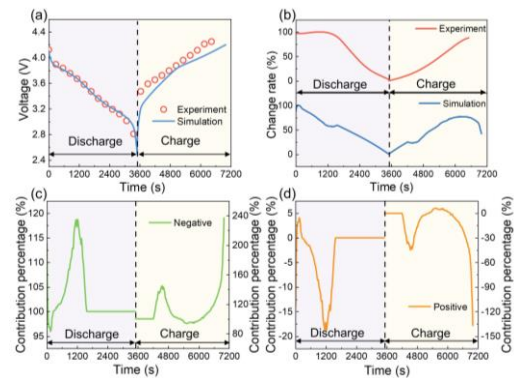 (a)
Voltage (V)
4.4
4.0
3.6
3.2
2.8
2.4
Experiment
Simulation
Discharge
Charge
0 1200 2400 3600 4800 6000 7200
Time (s)
(b)
Change rate (%)
100
50
0
100
50
0
Experiment
Discharge
Charge
Simulation
0 1200 2400 3600 4800 6000 7200
Time (s)
(c)
Contribution percentage (%)
120
115
110
105
100
95
Negative
Discharge
Charge
240
200
160
120
80
Contribution percentage (%)
0 1200 2400 3600 4800 6000 7200
Time (s)
(d)
Contribution percentage (%)
5
0
-5
-10
-15
-20
Positive
Discharge
Charge
0
-30
-60
-90
-120
-150
Contribution percentage (%)
0 1200 2400 3600 4800 6000 7200
Time (s)